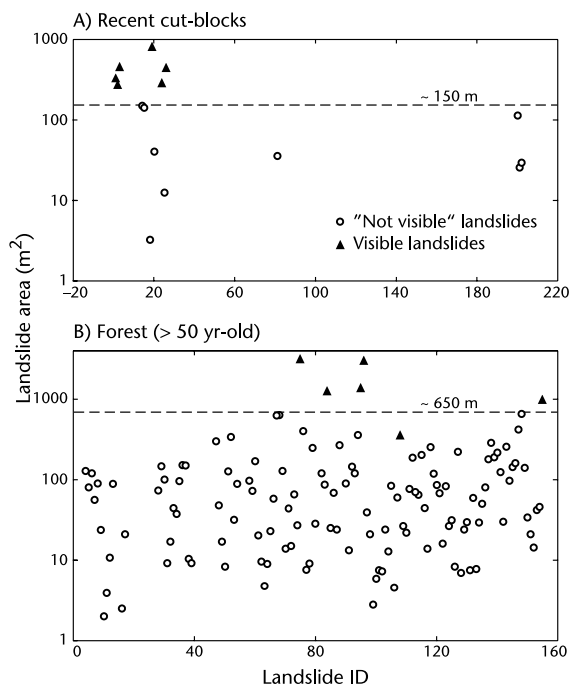 A) Recent cut-blocks
1000
100
10
1
~ 150 m
"Not visible" landslides
Visible landslides
−20
20
60
100
140
180
220
Landslide area (m²)
B) Forest (> 50 yr-old)
1000
100
10
1
~ 650 m
0
40
80
120
160
Landslide ID